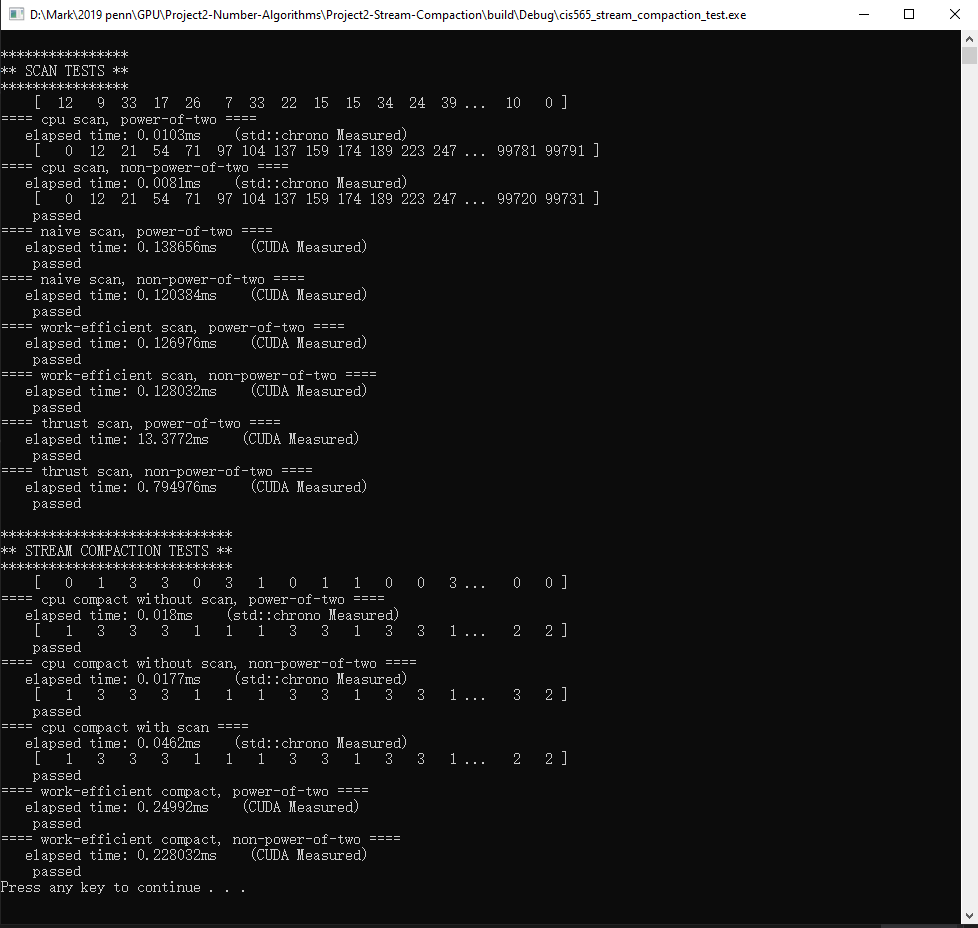 D:\Mark\2019 penn\GPU\Project2-Number-Algorithms\Project2-Stream-Compaction\build\Debug\cis565_stream_compaction_test.exe
****************
** SCAN TESTS **
****************
[ 12 9 33 17 26 7 33 22 15 15 34 24 39 ... 10 0 ]
==== cpu scan, power-of-two ====
elapsed time: 0.0103ms (std::chrono Measured)
[ 0 12 21 54 71 97 104 137 159 174 189 223 247 ... 99781 99791 ]
==== cpu scan, non-power-of-two ====
elapsed time: 0.0081ms (std::chrono Measured)
[ 0 12 21 54 71 97 104 137 159 174 189 223 247 ... 99720 99731 ]
passed
==== naive scan, power-of-two ====
elapsed time: 0.138656ms (CUDA Measured)
passed
==== naive scan, non-power-of-two ====
elapsed time: 0.120384ms (CUDA Measured)
passed
==== work-efficient scan, power-of-two ====
elapsed time: 0.126976ms (CUDA Measured)
passed
==== work-efficient scan, non-power-of-two ====
elapsed time: 0.128032ms (CUDA Measured)
passed
==== thrust scan, power-of-two ====
elapsed time: 13.3772ms (CUDA Measured)
passed
==== thrust scan, non-power-of-two ====
elapsed time: 0.794976ms (CUDA Measured)
passed
*****************************
** STREAM COMPACTION TESTS **
*****************************
[ 0 1 3 3 0 3 1 0 1 1 0 0 3 ... 0 0 ]
==== cpu compact without scan, power-of-two ====
elapsed time: 0.018ms (std::chrono Measured)
[ 1 3 3 3 1 1 1 3 3 1 3 3 1 ... 2 2 ]
passed
==== cpu compact without scan, non-power-of-two ====
elapsed time: 0.0177ms (std::chrono Measured)
[ 1 3 3 3 1 1 1 3 3 1 3 3 1 ... 3 2 ]
passed
==== cpu compact with scan ====
elapsed time: 0.0462ms (std::chrono Measured)
[ 1 3 3 3 1 1 1 3 3 1 3 3 1 ... 2 2 ]
passed
==== work-efficient compact, power-of-two ====
elapsed time: 0.24992ms (CUDA Measured)
passed
==== work-efficient compact, non-power-of-two ====
elapsed time: 0.228032ms (CUDA Measured)
passed
Press any key to continue . . .